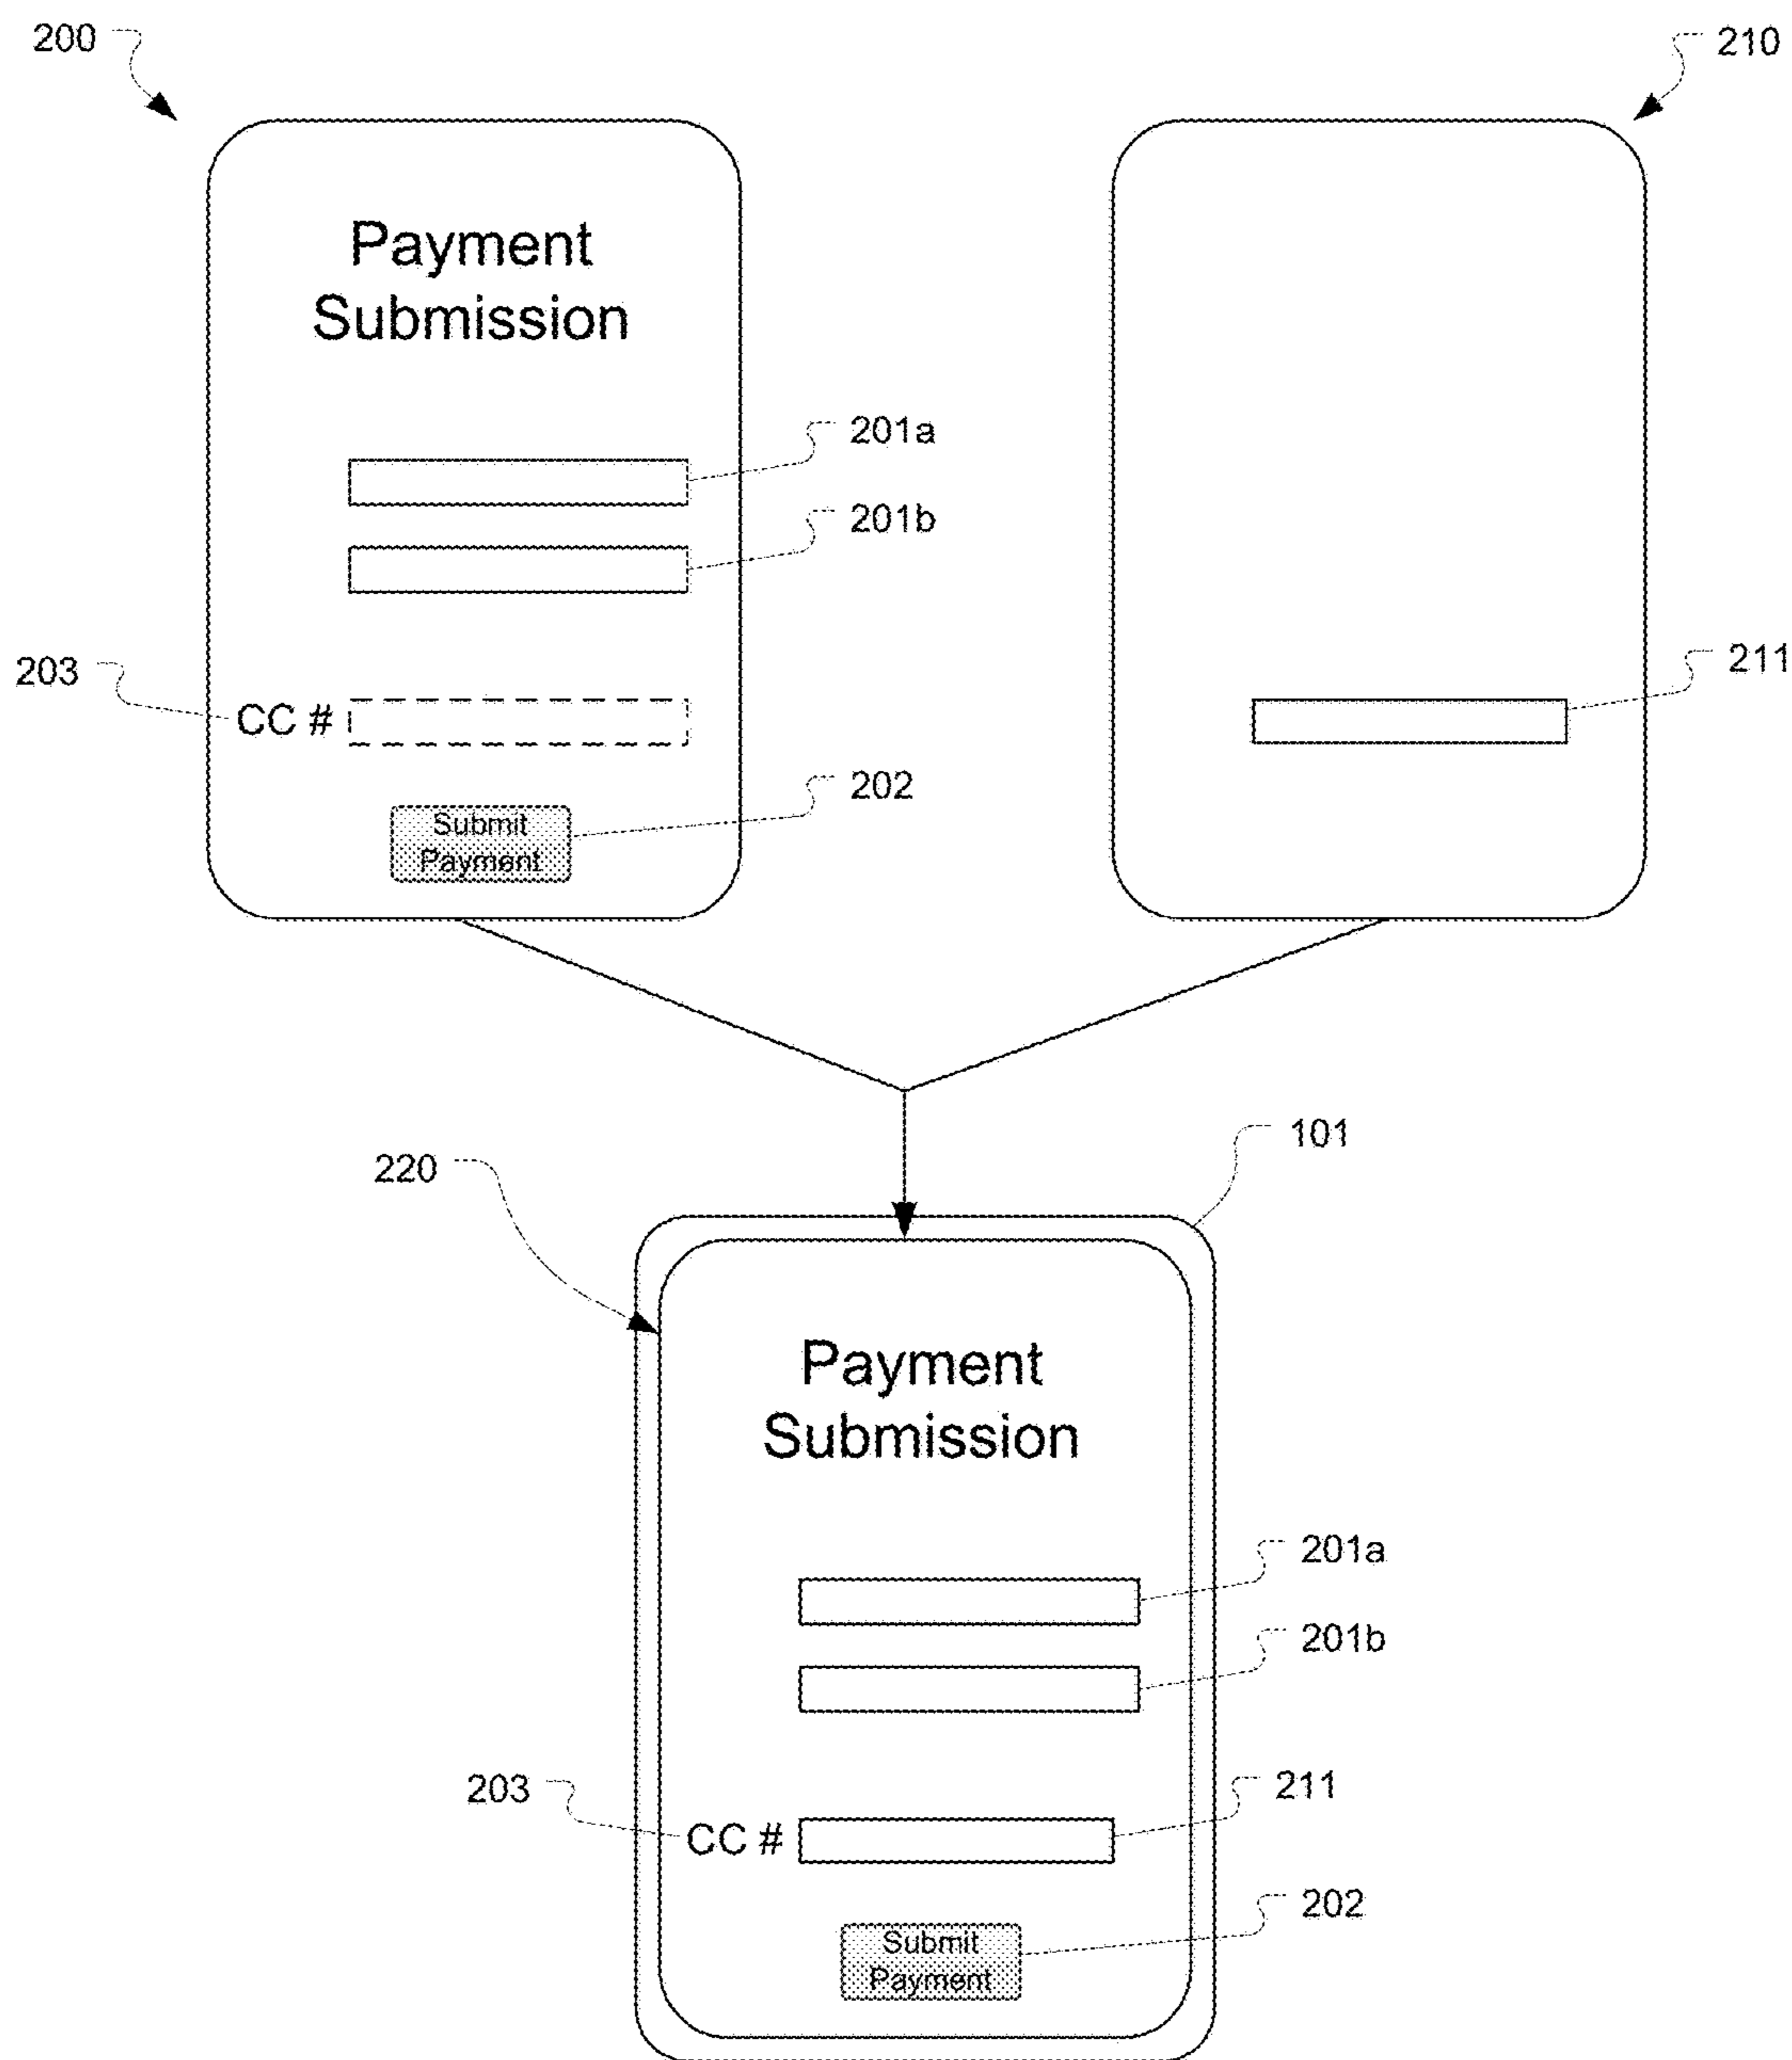 200
210
Payment
Submission
201a
201b
203
CC #
211
202
Submit
Payment
101
220
Payment
Submission
201a
201b
203
CC #
211
202
Submit
Payment